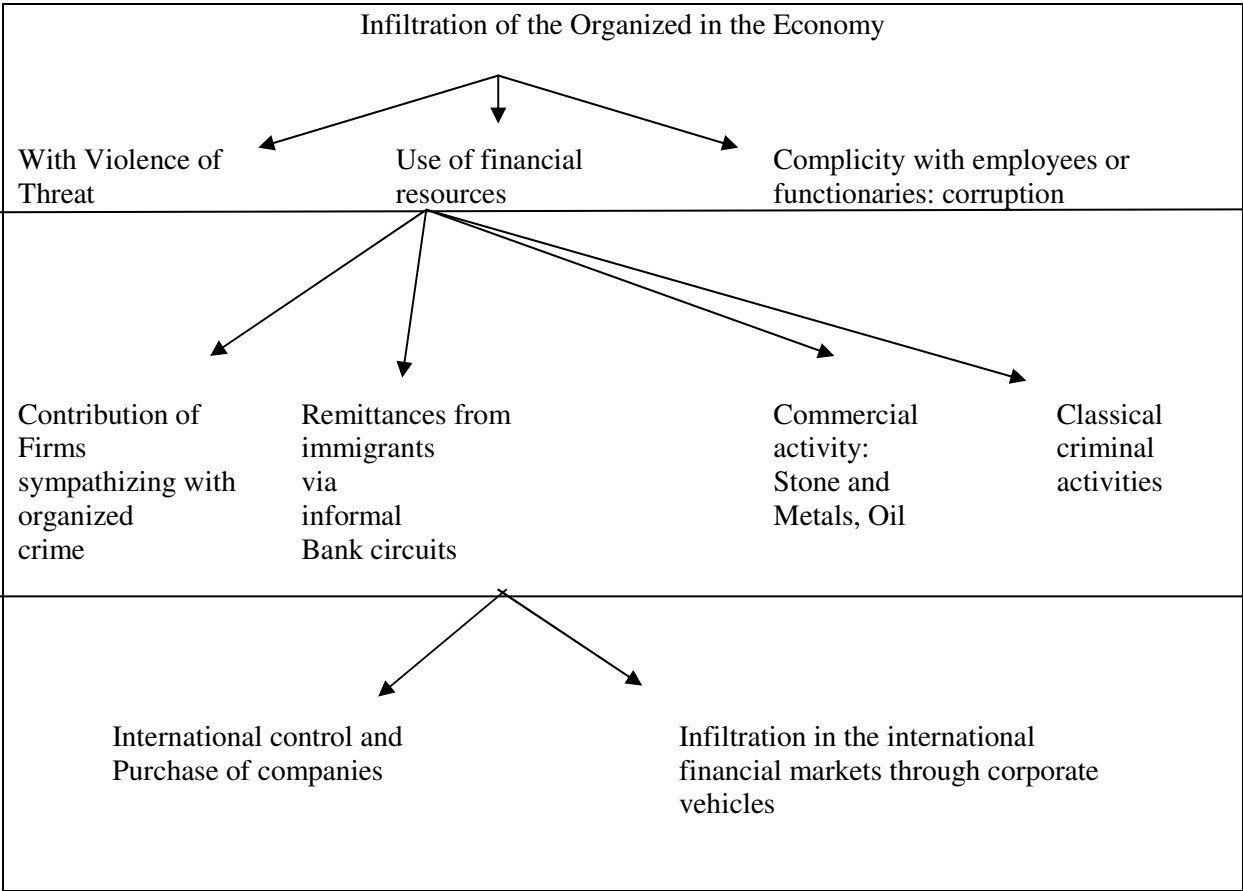 Infiltration of the Organized in the Economy
With Violence of
Threat
Use of financial
resources
Complicity with employees or
functionaries: corruption
Contribution of
Firms
sympathizing with
organized
crime
Remittances from
immigrants
via
informal
Bank circuits
Commercial
activity:
Stone and
Metals, Oil
Classical
criminal
activities
International control and
Purchase of companies
Infiltration in the international
financial markets through corporate
vehicles